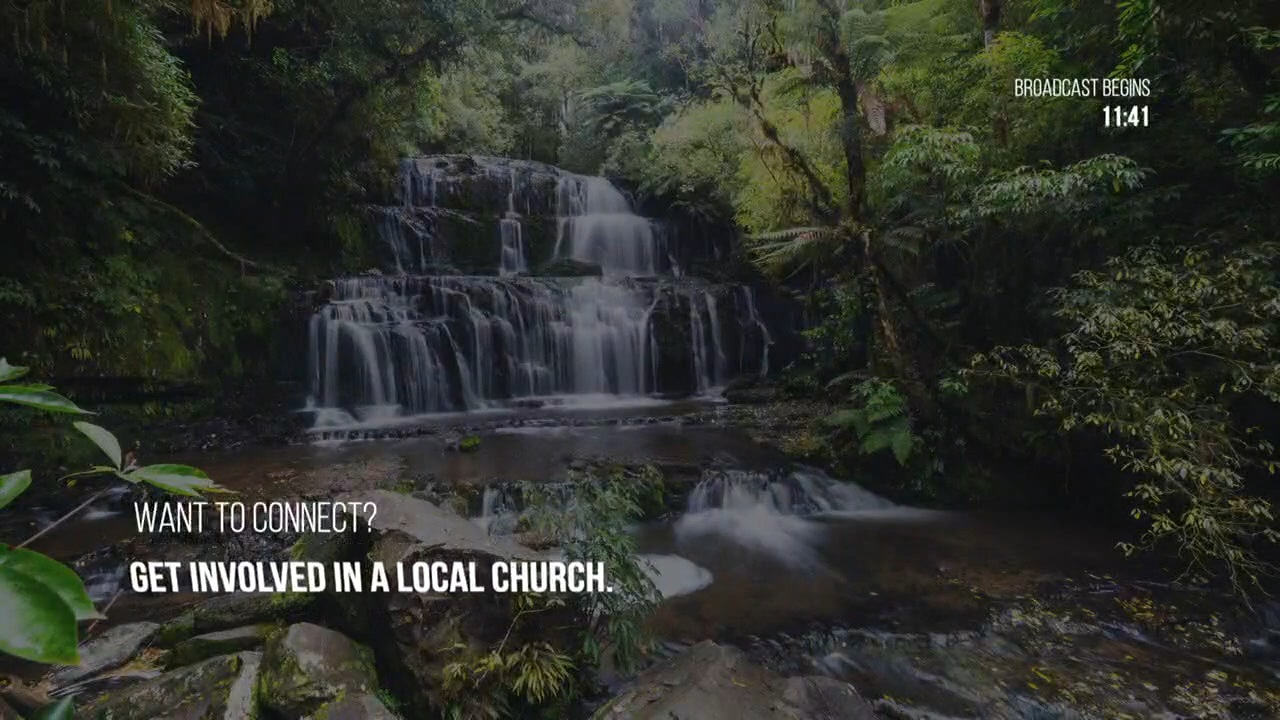 BROADCAST BEGINS
11:41
WANT TO CONNECT?
GET INVOLVED IN A LOCAL CHURCH.